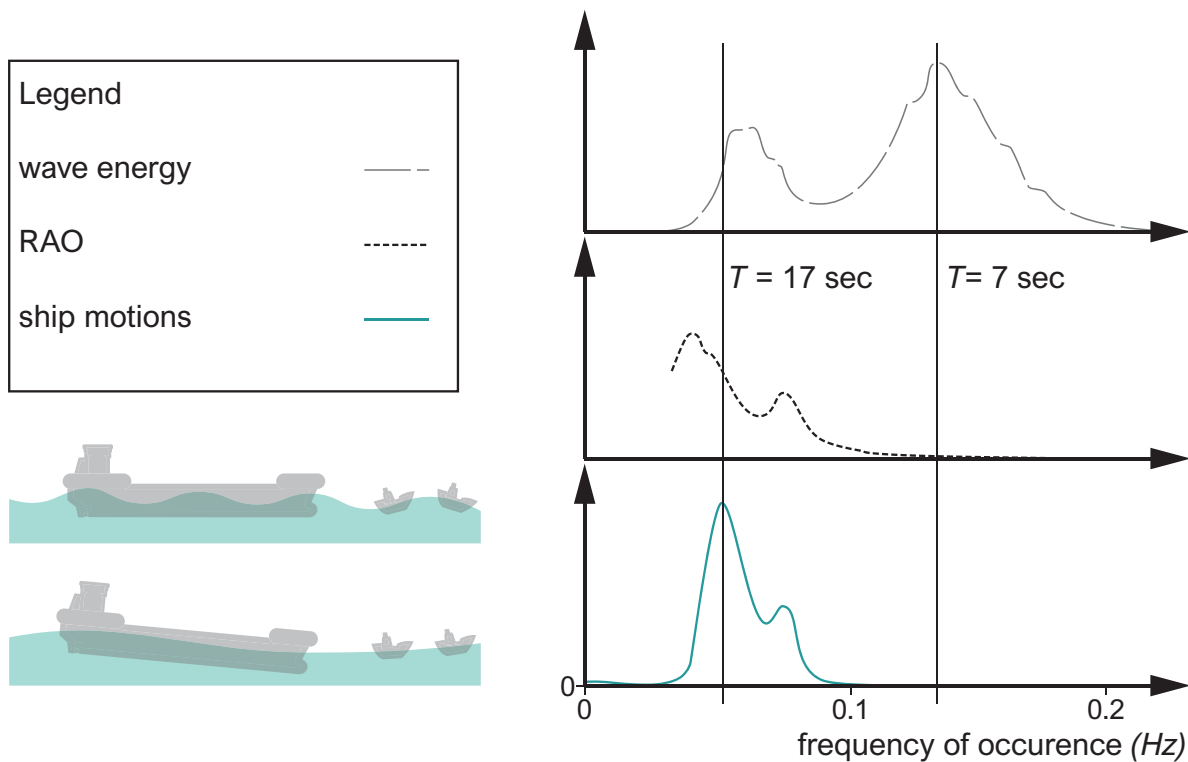 Legend
wave energy
RAO
ship motions
T = 17 sec
T= 7 sec
0
0
0.1
0.2
frequency of occurence (Hz)